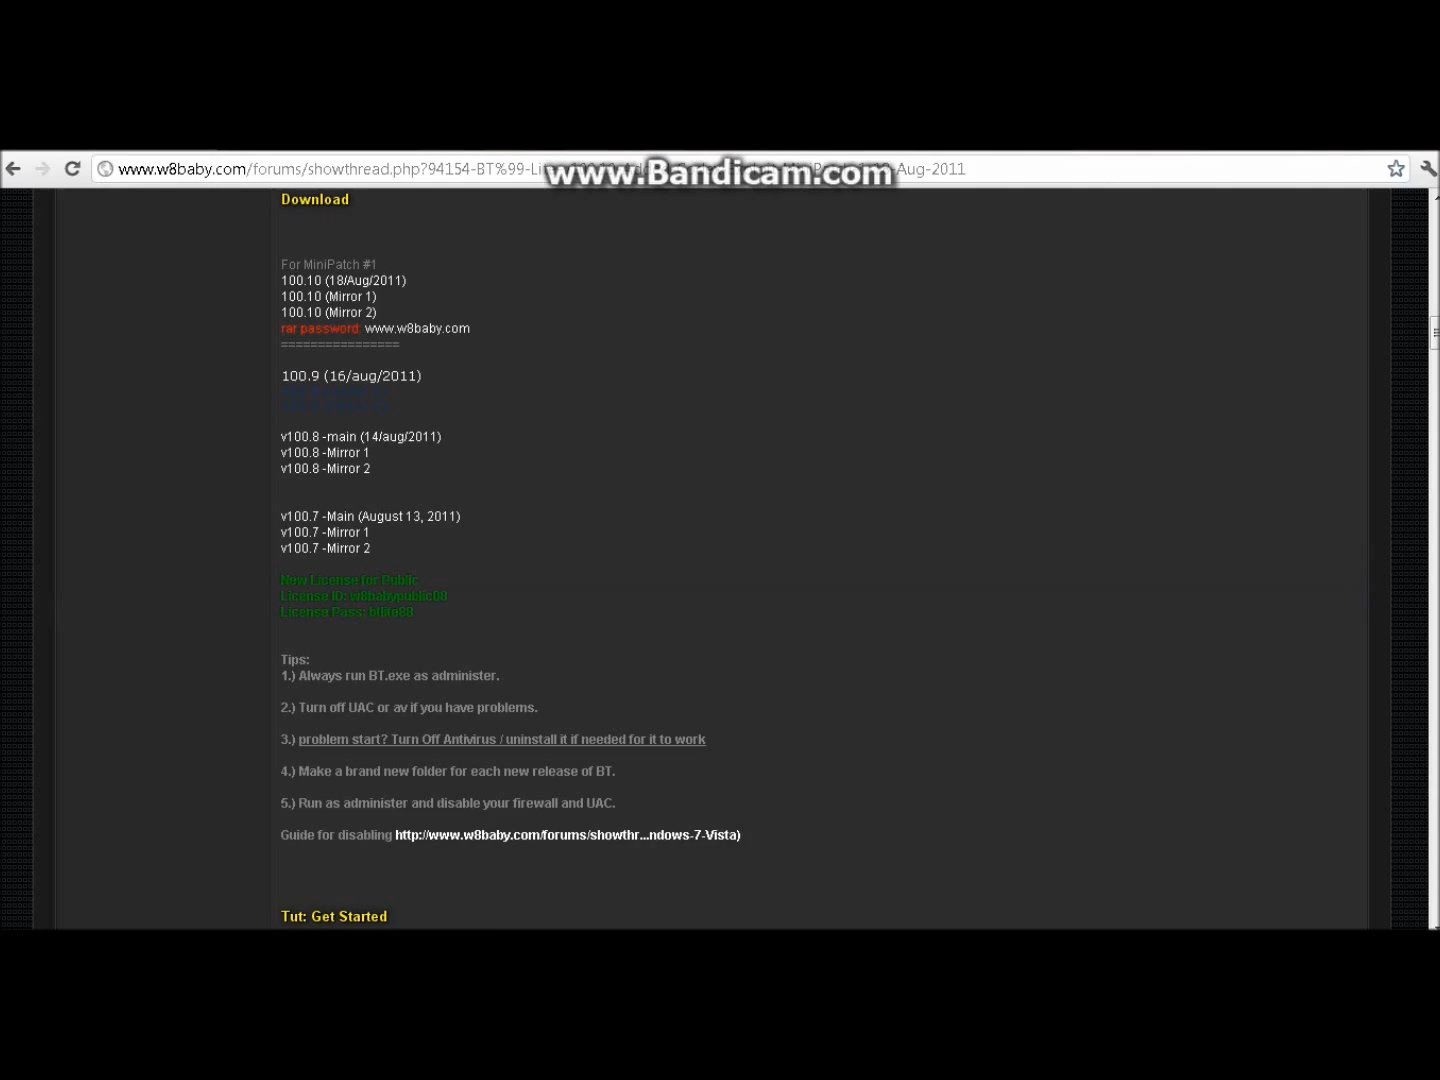 www.w8baby.com/forums/showthread.php?94154-BT%99-Li
Aug-2011
www.Bandicam.com
Download
For MiniPatch #1
100.10 (18/Aug/2011)
100.10 (Mirror 1)
100.10 (Mirror 2)
rar password: www.w8baby.com
================
100.9 (16/aug/2011)
v100.8 -main (14/aug/2011)
v100.8 -Mirror 1
v100.8 -Mirror 2
v100.7 -Main (August 13, 2011)
v100.7 -Mirror 1
v100.7 -Mirror 2
New License for Public
License ID: w8babypublic88
License Pass: btlite88
Tips:
1.) Always run BT.exe as administer.
2.) Turn off UAC or av if you have problems.
3.) problem start? Turn Off Antivirus / uninstall it if needed for it to work
4.) Make a brand new folder for each new release of BT.
5.) Run as administer and disable your firewall and UAC.
Guide for disabling http://www.w8baby.com/forums/showthr...ndows-7-Vista)
Tut: Get Started